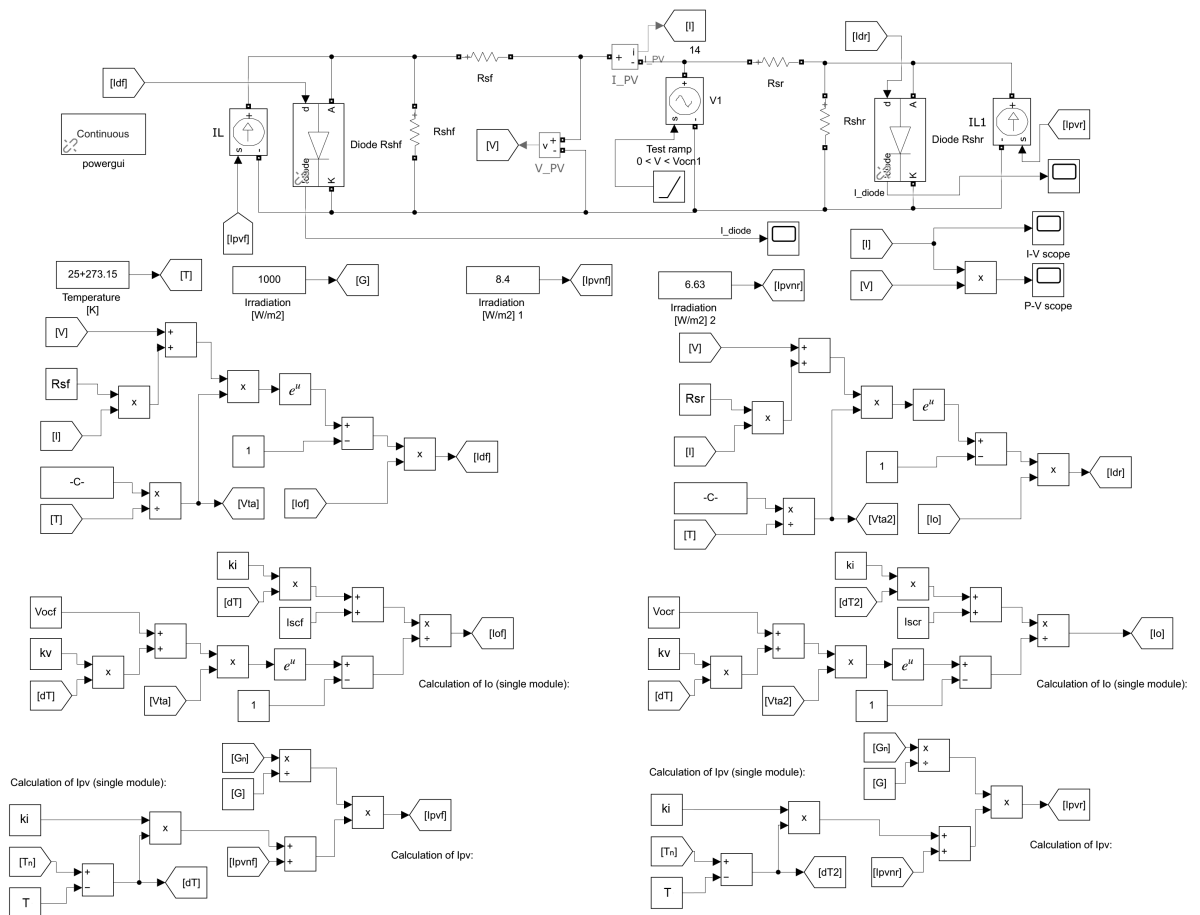 [I]
14
[Idr]
i
+
-
I_PV
I_PV
Rsf
Rsr
[Idf]
d
A
+
V1
s
-
d
A
IL
+
s
-
IL1
+
s
-
[Ipvr]
Continuous
powergui
Diode Rshf
Rshf
[V]
v
+
-
V_PV
Test ramp
0 < V < Vocn1
Rshr
Diode Rshr
K
K
I_diode
[Ipvf]
I_diode
[I]
I-V scope
[V]
x
P-V scope
25+273.15
[T]
Temperature
[K]
1000
[G]
Irradiation
[W/m2]
8.4
[Ipvnf]
Irradiation
[W/m2] 1
6.63
[Ipvnr]
Irradiation
[W/m2] 2
[V]
+
+
Rsf
x
[I]
x
e^u
1
+
−
x
[Idf]
-C-
[T]
x
÷
[Vta]
[Iof]
[V]
+
+
Rsr
x
[I]
x
e^u
1
+
−
x
[Idr]
-C-
[T]
x
÷
[Vta2]
[Io]
ki
[dT]
x
Iscf
+
+
Vocf
kv
[dT]
x
+
+
[Vta]
x
e^u
1
+
−
x
÷
[Iof]
Calculation of Io (single module):
ki
[dT2]
x
Iscr
+
+
Vocr
kv
[dT]
x
+
+
[Vta2]
x
e^u
1
+
−
x
÷
[Io]
Calculation of Io (single module):
Calculation of Ipv (single module):
[Gn]
[G]
x
÷
ki
x
[Tn]
T
+
−
[dT]
[Ipvnf]
+
+
x
[Ipvf]
Calculation of Ipv:
Calculation of Ipv (single module):
[Gn]
[G]
x
÷
ki
x
[Tn]
T
+
−
[dT2]
[Ipvnr]
+
+
x
[Ipvr]
Calculation of Ipv: